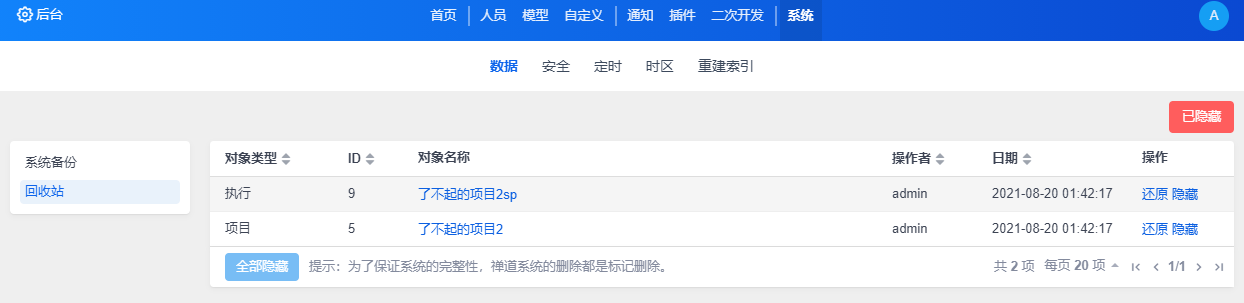 后台 首页 人员 模型 自定义 通知 插件 二次开发 系统 A
数据 安全 定时 时区 重建索引
已隐藏
系统备份
回收站
对象类型 ID 对象名称 操作者 日期 操作
执行 9 了不起的项目2sp admin 2021-08-20 01:42:17 还原 隐藏
项目 5 了不起的项目2 admin 2021-08-20 01:42:17 还原 隐藏
全部隐藏 提示：为了保证系统的完整性，禅道系统的删除都是标记删除。 共 2 项 每页 20 项 1/1